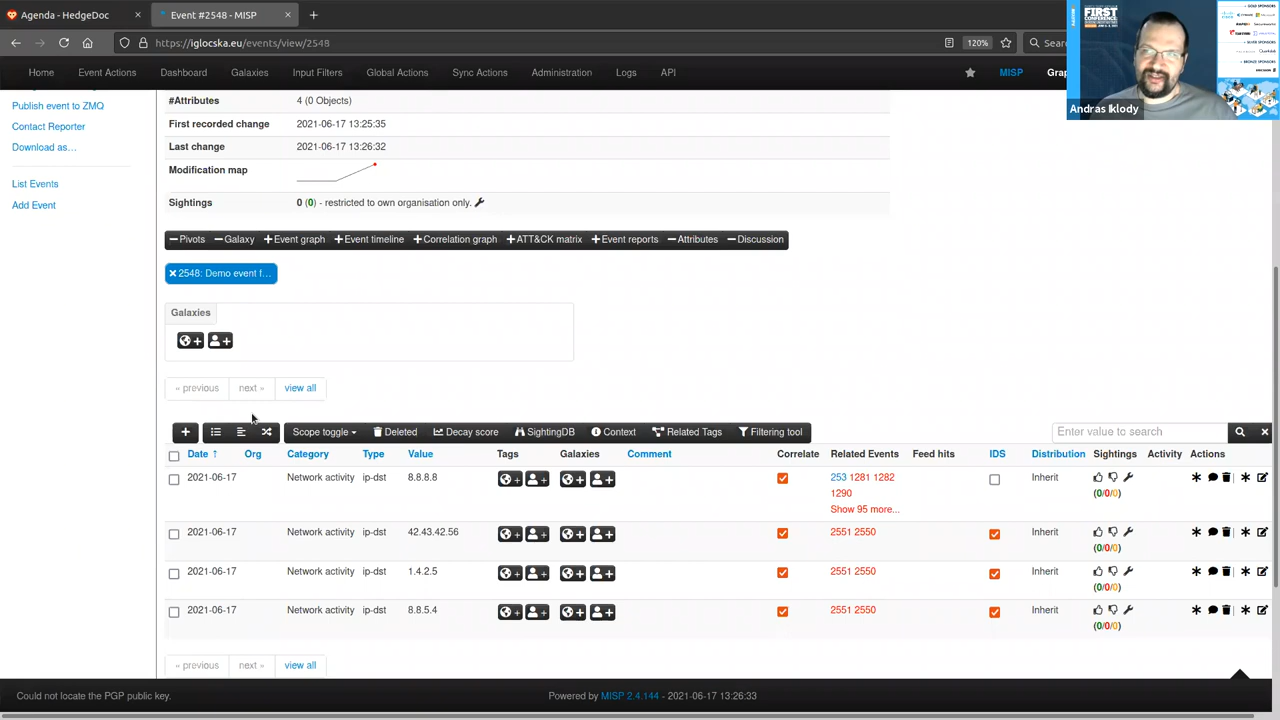 Agenda - HedgeDoc
Event #2548 - MISP
https://iglocska.eu/events/view/2548
120%
Sear
Home
Event Actions
Dashboard
Galaxies
Input Filters
Global Actions
Sync Actions
Administration
Logs
API
MISP
Grap
FIRST
CONFERENCE
Andras Iklody
Publish event to ZMQ
Contact Reporter
Download as…
List Events
Add Event
#Attributes 4 (0 Objects)
First recorded change 2021-06-17 13:25:35
Last change 2021-06-17 13:26:32
Modification map
Sightings 0 (0) - restricted to own organisation only.
Pivots Galaxy Event graph Event timeline Correlation graph ATT&CK matrix Event reports Attributes Discussion
2548: Demo event f...
Galaxies
« previous next » view all
Scope toggle Deleted Decay score SightingDB Context Related Tags Filtering tool Enter value to search
Date ↑ Org Category Type Value Tags Galaxies Comment Correlate Related Events Feed hits IDS Distribution Sightings Activity Actions
2021-06-17 Network activity ip-dst 8.8.8.8 253 1281 1282 Inherit
1290 (0/0/0)
Show 95 more...
2021-06-17 Network activity ip-dst 42.43.42.56 2551 2550 Inherit
(0/0/0)
2021-06-17 Network activity ip-dst 1.4.2.5 2551 2550 Inherit
(0/0/0)
2021-06-17 Network activity ip-dst 8.8.5.4 2551 2550 Inherit
(0/0/0)
« previous next » view all
Could not locate the PGP public key.
Powered by MISP 2.4.144 - 2021-06-17 13:26:33